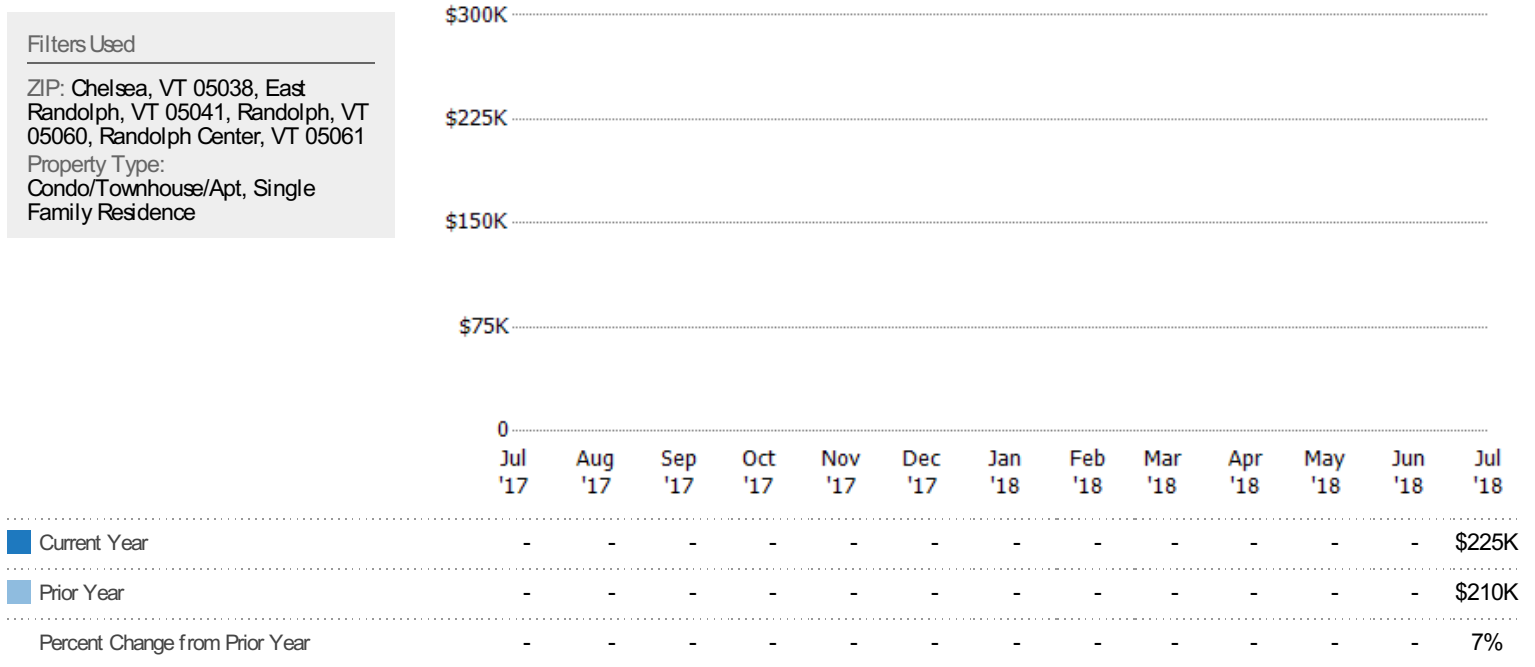 Filters Used
ZIP: Chelsea, VT 05038, East
Randolph, VT 05041, Randolph, VT
05060, Randolph Center, VT 05061
Property Type:
Condo/Townhouse/Apt, Single
Family Residence
$300K
$225K
$150K
$75K
0
Jul Aug Sep Oct Nov Dec Jan Feb Mar Apr May Jun Jul
'17 '17 '17 '17 '17 '17 '18 '18 '18 '18 '18 '18 '18
Current Year - - - - - - - - - - - - $225K
Prior Year - - - - - - - - - - - - $210K
Percent Change from Prior Year - - - - - - - - - - - - 7%